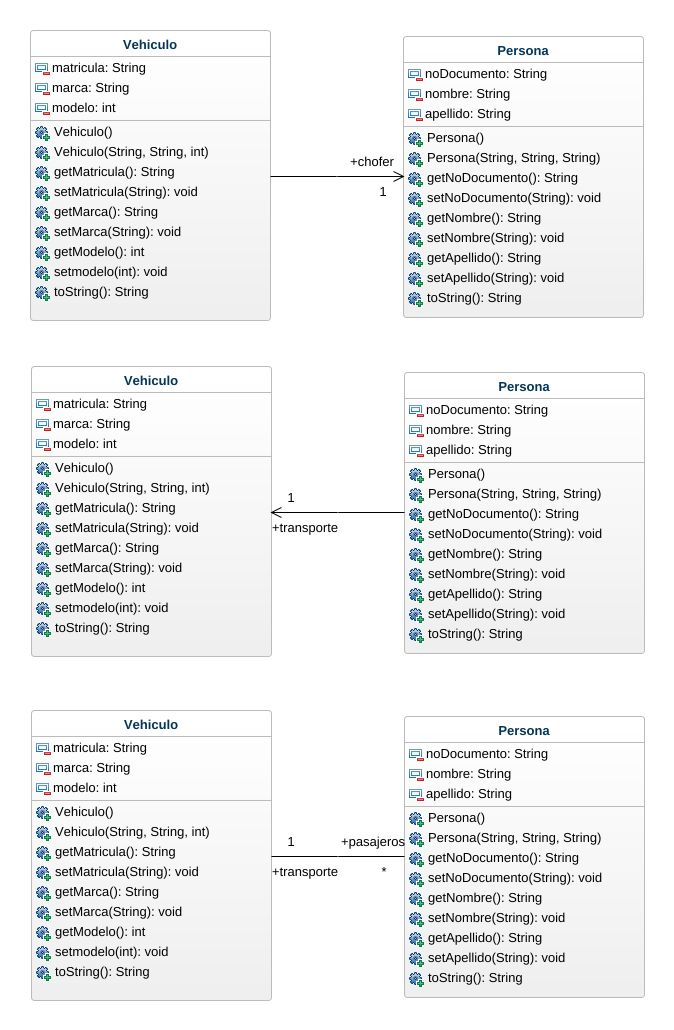 Vehiculo
matricula: String
marca: String
modelo: int
Vehiculo()
Vehiculo(String, String, int)
getMatricula(): String
setMatricula(String): void
getMarca(): String
setMarca(String): void
getModelo(): int
setmodelo(int): void
toString(): String
+chofer
1
Persona
noDocumento: String
nombre: String
apellido: String
Persona()
Persona(String, String, String)
getNoDocumento(): String
setNoDocumento(String): void
getNombre(): String
setNombre(String): void
getApellido(): String
setApellido(String): void
toString(): String
Vehiculo
matricula: String
marca: String
modelo: int
Vehiculo()
Vehiculo(String, String, int)
getMatricula(): String
setMatricula(String): void
getMarca(): String
setMarca(String): void
getModelo(): int
setmodelo(int): void
toString(): String
1
+transporte
Persona
noDocumento: String
nombre: String
apellido: String
Persona()
Persona(String, String, String)
getNoDocumento(): String
setNoDocumento(String): void
getNombre(): String
setNombre(String): void
getApellido(): String
setApellido(String): void
toString(): String
Vehiculo
matricula: String
marca: String
modelo: int
Vehiculo()
Vehiculo(String, String, int)
getMatricula(): String
setMatricula(String): void
getMarca(): String
setMarca(String): void
getModelo(): int
setmodelo(int): void
toString(): String
1
+pasajeros
+transporte
*
Persona
noDocumento: String
nombre: String
apellido: String
Persona()
Persona(String, String, String)
getNoDocumento(): String
setNoDocumento(String): void
getNombre(): String
setNombre(String): void
getApellido(): String
setApellido(String): void
toString(): String